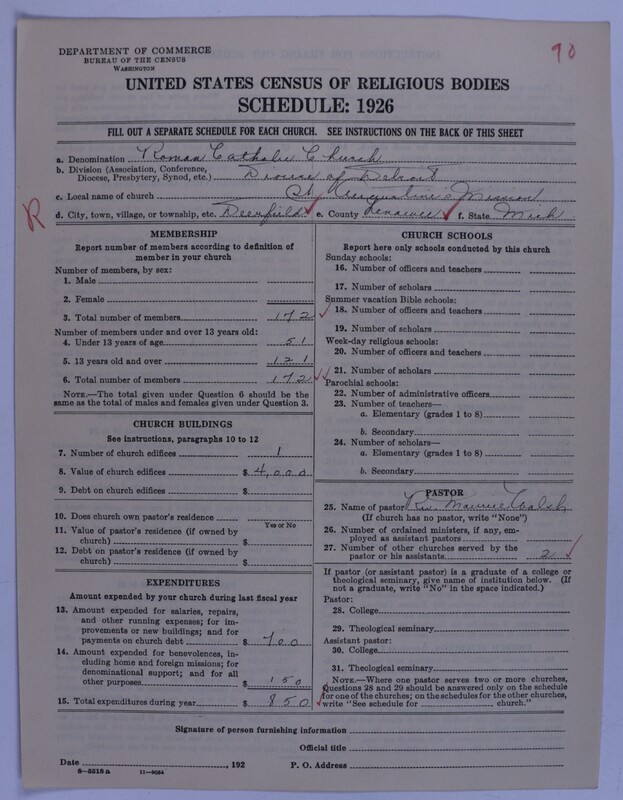 90
DEPARTMENT OF COMMERCE
BUREAU OF THE CENSUS
WASHINGTON
UNITED STATES CENSUS OF RELIGIOUS BODIES
SCHEDULE: 1926
FILL OUT A SEPARATE SCHEDULE FOR EACH CHURCH. SEE INSTRUCTIONS ON THE BACK OF THIS SHEET
a. Denomination Roman Catholic Church
b. Division (Association, Conference, Diocese, Presbytery, Synod, etc.) Diocese of Detroit
c. Local name of church St. Mission
R
d. City, town, village, or township, etc. Deerfield e. County Lenawee f. State Mich
MEMBERSHIP
Report number of members according to definition of member in your church
Number of members, by sex:
1. Male
2. Female
3. Total number of members 172
Number of members under and over 13 years old:
4. Under 13 years of age 51
5. 13 years old and over 121
6. Total number of members 172
NOTE.—The total given under Question 6 should be the same as the total of males and females given under Question 3.
CHURCH BUILDINGS
See instructions, paragraphs 10 to 12
7. Number of church edifices 1
8. Value of church edifices $ 4,000
9. Debt on church edifices $
10. Does church own pastor's residence
Yes or No
11. Value of pastor's residence (if owned by church) $
12. Debt on pastor's residence (if owned by church) $
EXPENDITURES
Amount expended by your church during last fiscal year
13. Amount expended for salaries, repairs, and other running expenses; for improvements or new buildings; and for payments on church debt $ 700
14. Amount expended for benevolences, including home and foreign missions; for denominational support; and for all other purposes $ 150
15. Total expenditures during year $ 850
CHURCH SCHOOLS
Report here only schools conducted by this church
Sunday schools:
16. Number of officers and teachers
17. Number of scholars
Summer vacation Bible schools:
18. Number of officers and teachers
19. Number of scholars
Week-day religious schools:
20. Number of officers and teachers
21. Number of scholars
Parochial schools:
22. Number of administrative officers
23. Number of teachers—
a. Elementary (grades 1 to 8)
b. Secondary
24. Number of scholars—
a. Elementary (grades 1 to 8)
b. Secondary
PASTOR
25. Name of pastor Rev. Maurice Walsh
(If church has no pastor, write "None")
26. Number of ordained ministers, if any, employed as assistant pastors
27. Number of other churches served by the pastor or his assistants 2
If pastor (or assistant pastor) is a graduate of a college or theological seminary, give name of institution below. (If not a graduate, write "No" in the space indicated.)
Pastor:
28. College
29. Theological seminary
Assistant pastor:
30. College
31. Theological seminary
NOTE.—Where one pastor serves two or more churches, Questions 28 and 29 should be answered only on the schedule for one of the churches; on the schedules for the other churches, write "See schedule for church."
Signature of person furnishing information
Official title
Date , 192 P. O. Address
8—5318 a 11—9054